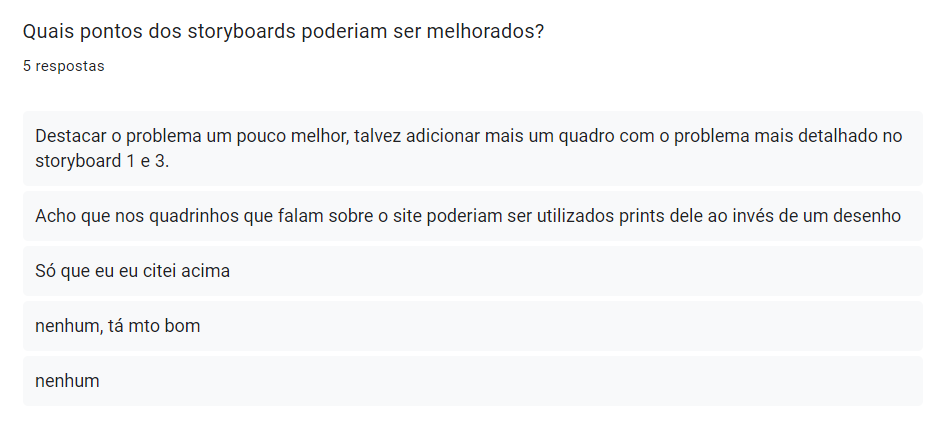 Quais pontos dos storyboards poderiam ser melhorados?
5 respostas
Destacar o problema um pouco melhor, talvez adicionar mais um quadro com o problema mais detalhado no
storyboard 1 e 3.
Acho que nos quadrinhos que falam sobre o site poderiam ser utilizados prints dele ao invés de um desenho
Só que eu eu citei acima
nenhum, tá mto bom
nenhum